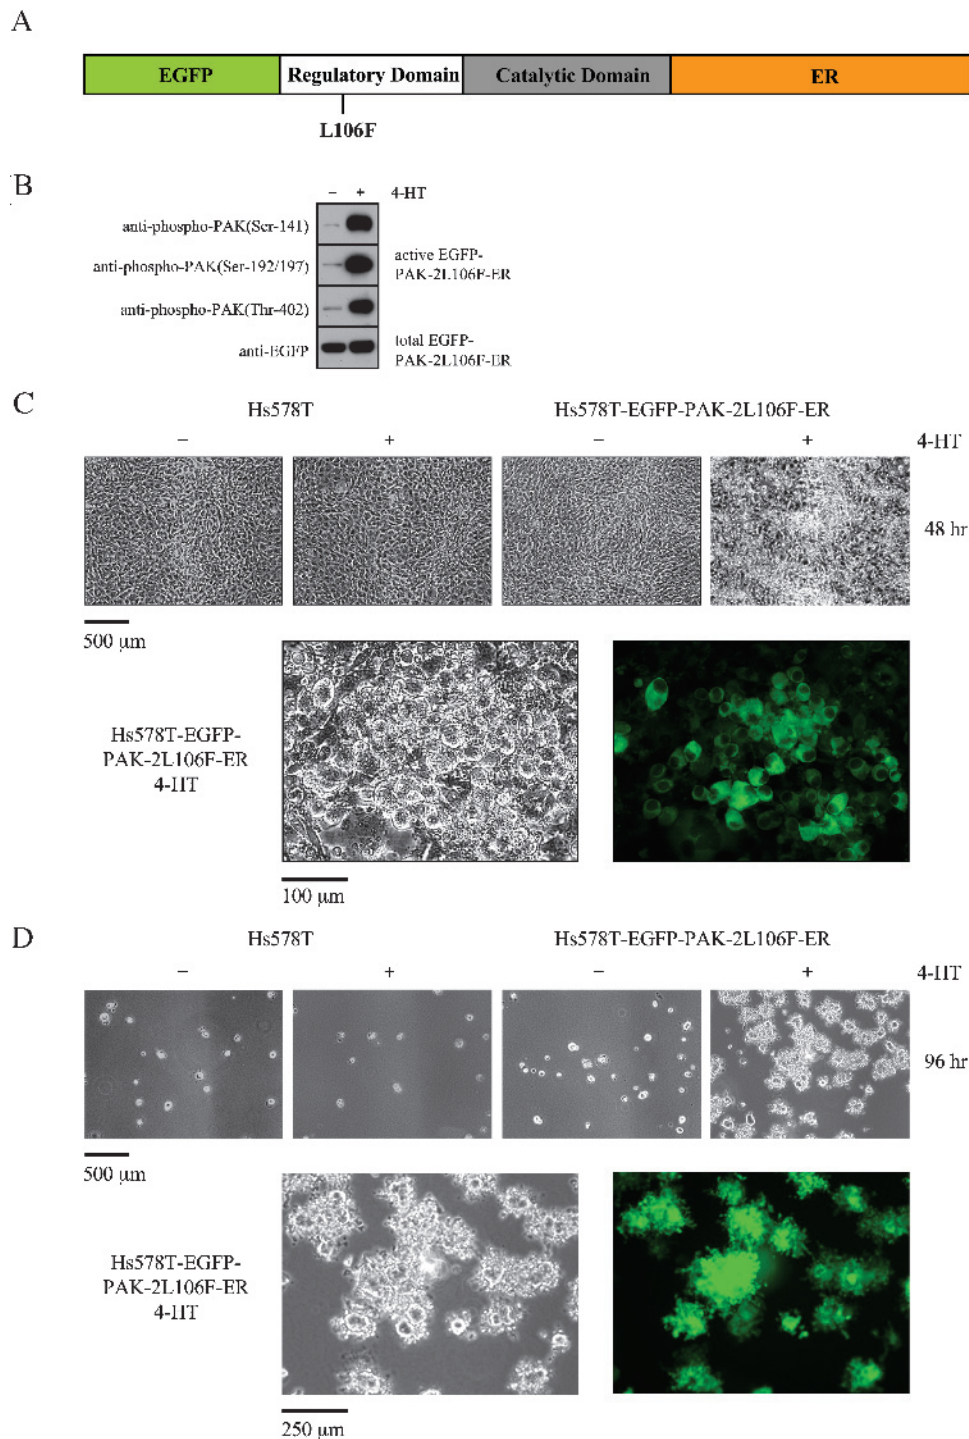 A
EGFP Regulatory Domain Catalytic Domain ER
L106F
B
– + 4-HT
anti-phospho-PAK(Ser-141)
anti-phospho-PAK(Ser-192/197)
active EGFP-
PAK-2L106F-ER
anti-phospho-PAK(Thr-402)
anti-EGFP
total EGFP-
PAK-2L106F-ER
C
Hs578T Hs578T-EGFP-PAK-2L106F-ER
– + – + 4-HT
48 hr
500 µm
Hs578T-EGFP-
PAK-2L106F-ER
4-HT
100 µm
D
Hs578T Hs578T-EGFP-PAK-2L106F-ER
– + – + 4-HT
96 hr
500 µm
Hs578T-EGFP-
PAK-2L106F-ER
4-HT
250 µm